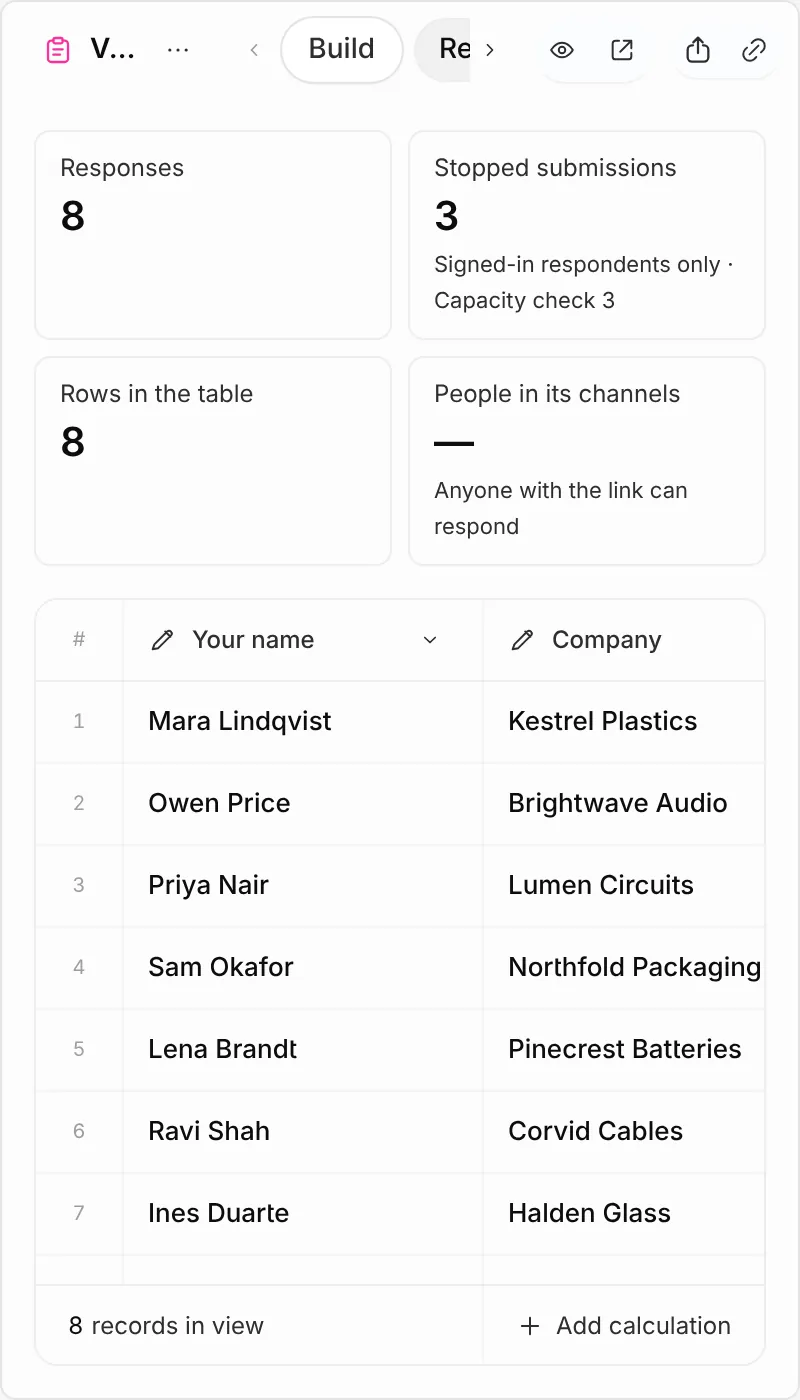 V...
Build
Re
Responses
8
Stopped submissions
3
Signed-in respondents only ·
Capacity check 3
Rows in the table
8
People in its channels
—
Anyone with the link can
respond
# Your name Company
1 Mara Lindqvist Kestrel Plastics
2 Owen Price Brightwave Audio
3 Priya Nair Lumen Circuits
4 Sam Okafor Northfold Packaging
5 Lena Brandt Pinecrest Batteries
6 Ravi Shah Corvid Cables
7 Ines Duarte Halden Glass
8 records in view + Add calculation